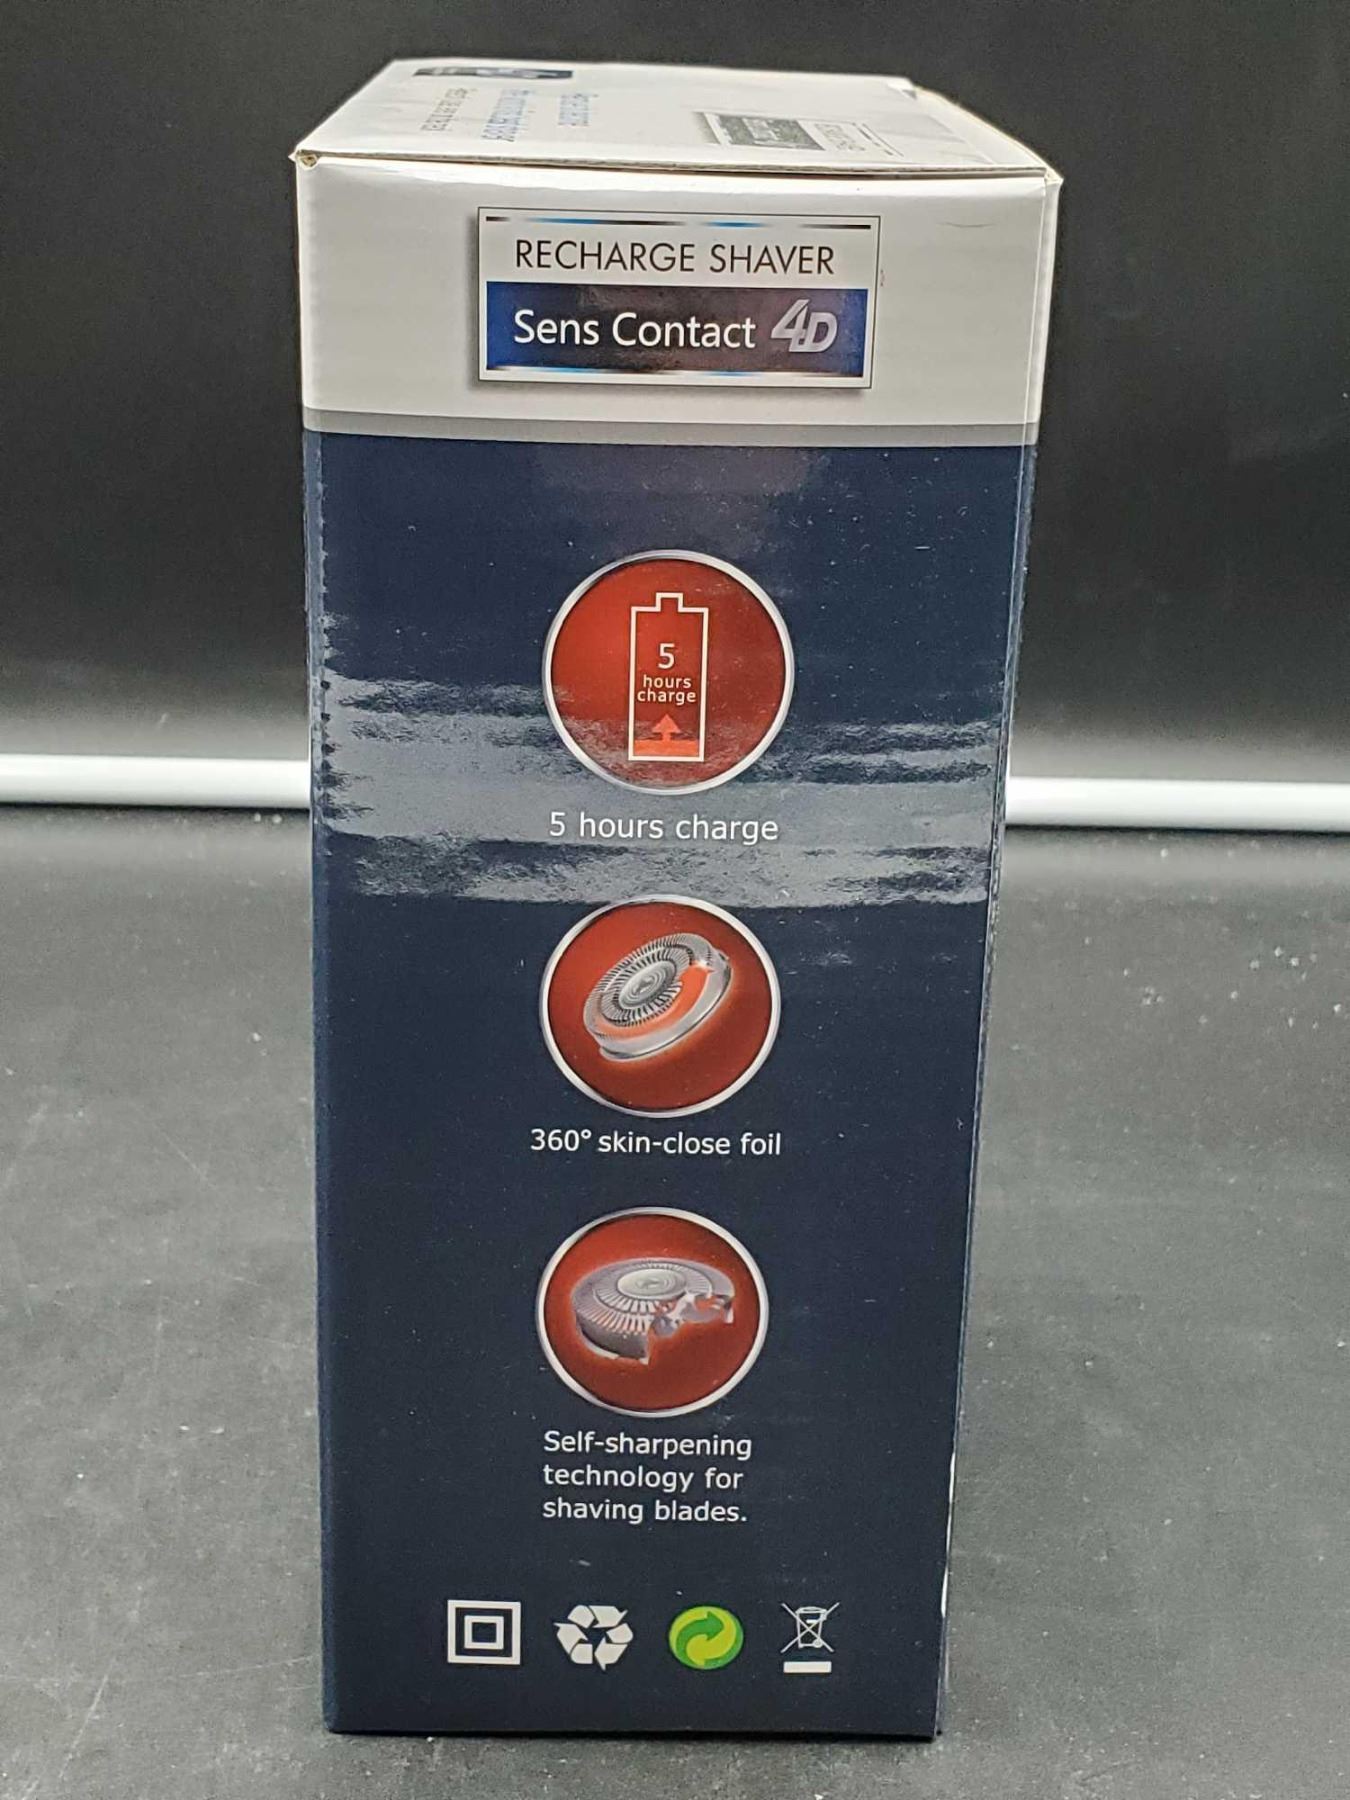 RECHARGE SHAVER
Sens Contact 4D
5
hours
charge
5 hours charge
360° skin-close foil
Self-sharpening
technology for
shaving blades.